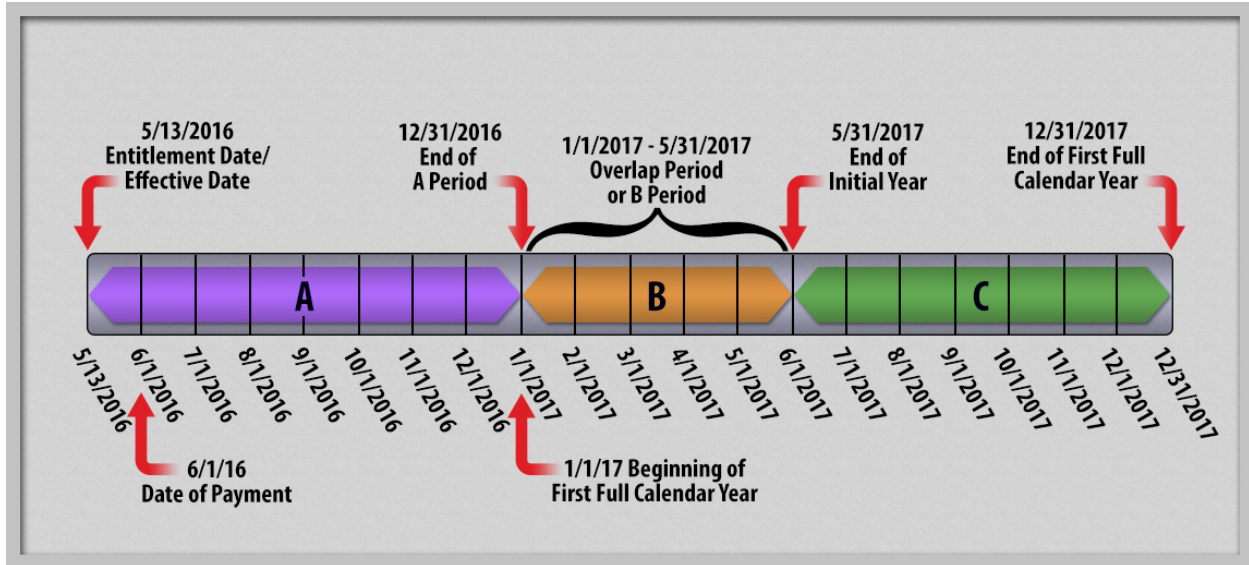 5/13/2016
Entitlement Date/
Effective Date
12/31/2016
End of
A Period
1/1/2017 - 5/31/2017
Overlap Period
or B Period
5/31/2017
End of
Initial Year
12/31/2017
End of First Full
Calendar Year
A
B
C
5/13/2016
6/1/2016
7/1/2016
8/1/2016
9/1/2016
10/1/2016
11/1/2016
12/1/2016
1/1/2017
2/1/2017
3/1/2017
4/1/2017
5/1/2017
6/1/2017
7/1/2017
8/1/2017
9/1/2017
10/1/2017
11/1/2017
12/1/2017
12/31/2017
6/1/16
Date of Payment
1/1/17 Beginning of
First Full Calendar Year